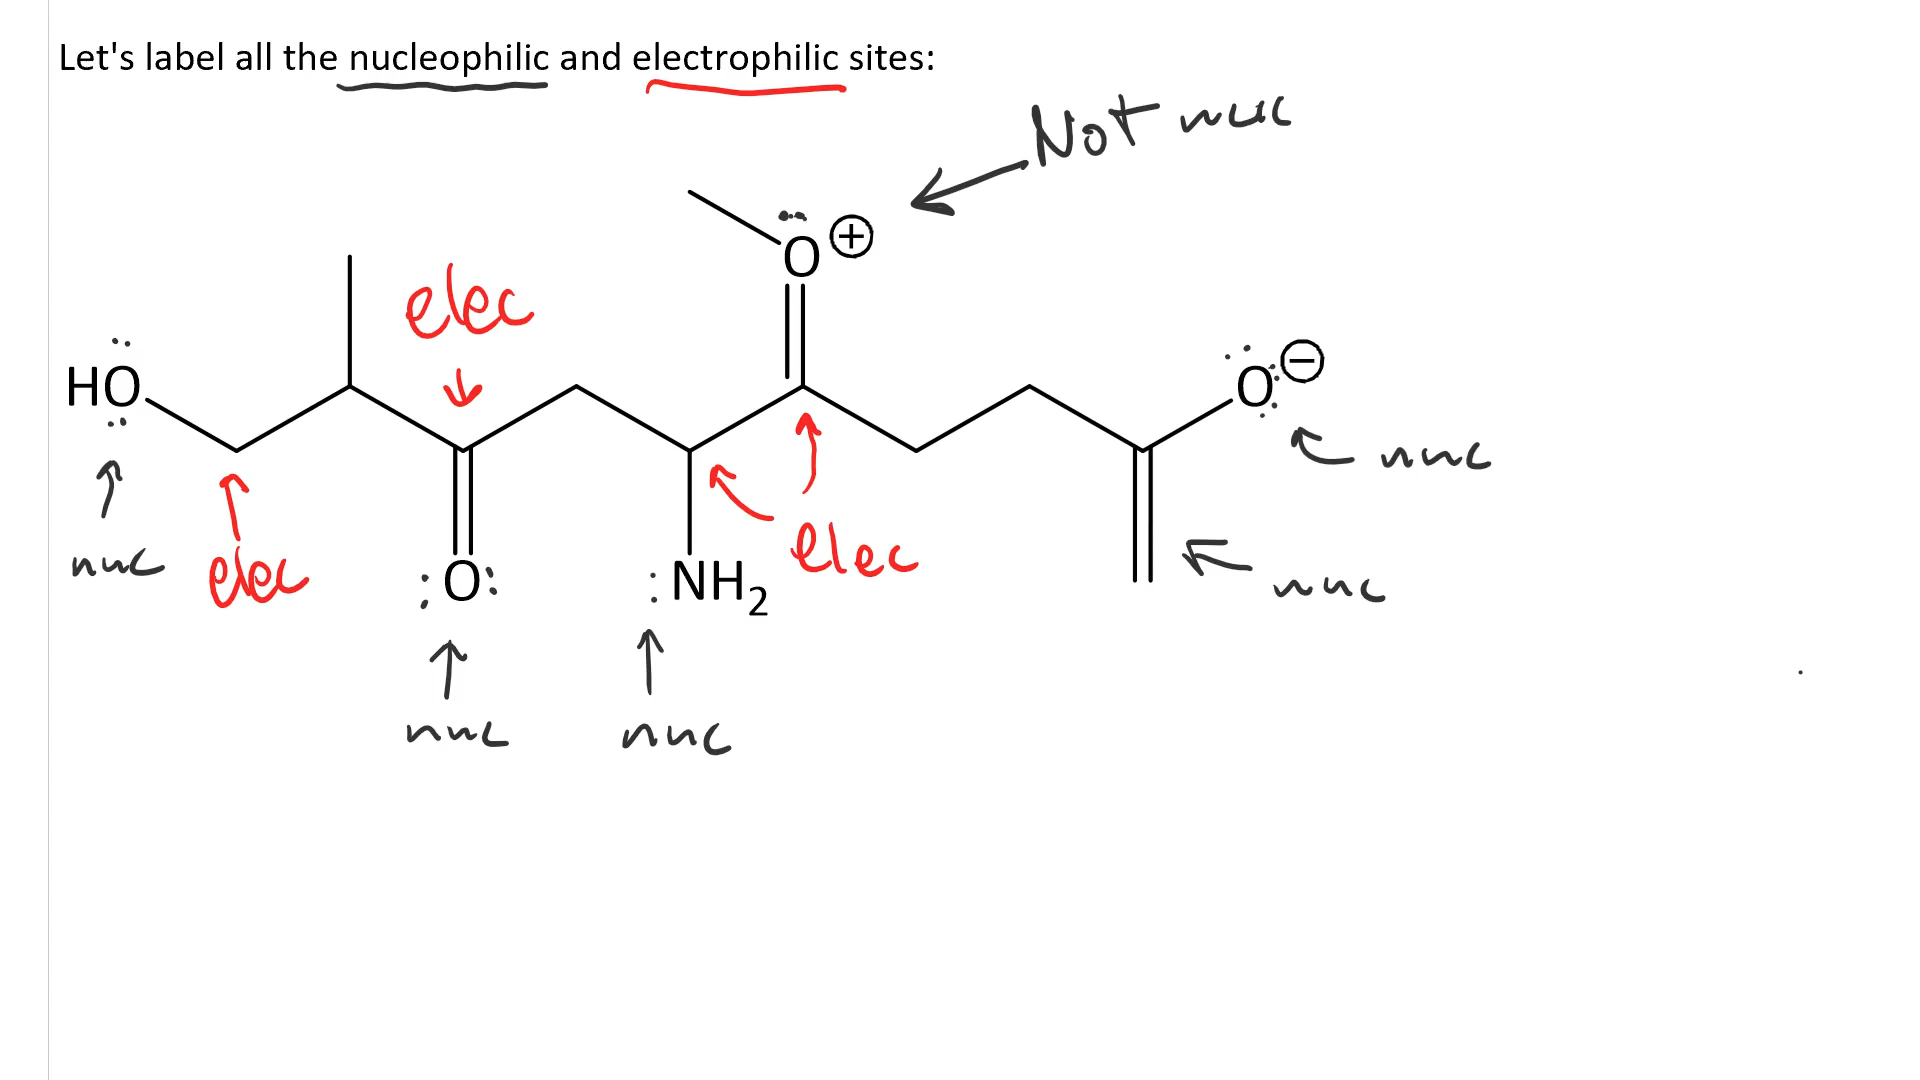 Let's label all the nucleophilic and electrophilic sites:
Not nuc
O ⊕
elec
HO
O ⊖
nuc
nuc
elec
:O:
:NH₂
elec
nuc
nuc
nuc